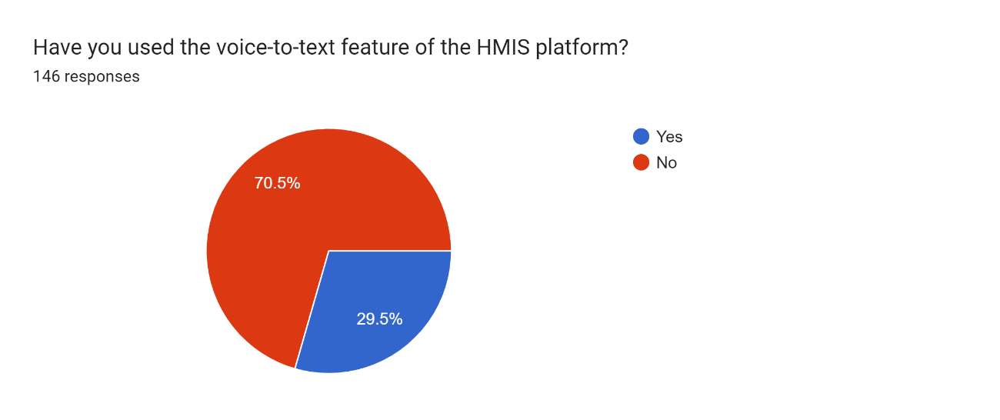 Have you used the voice-to-text feature of the HMIS platform?
146 responses
Yes
No
70.5%
29.5%